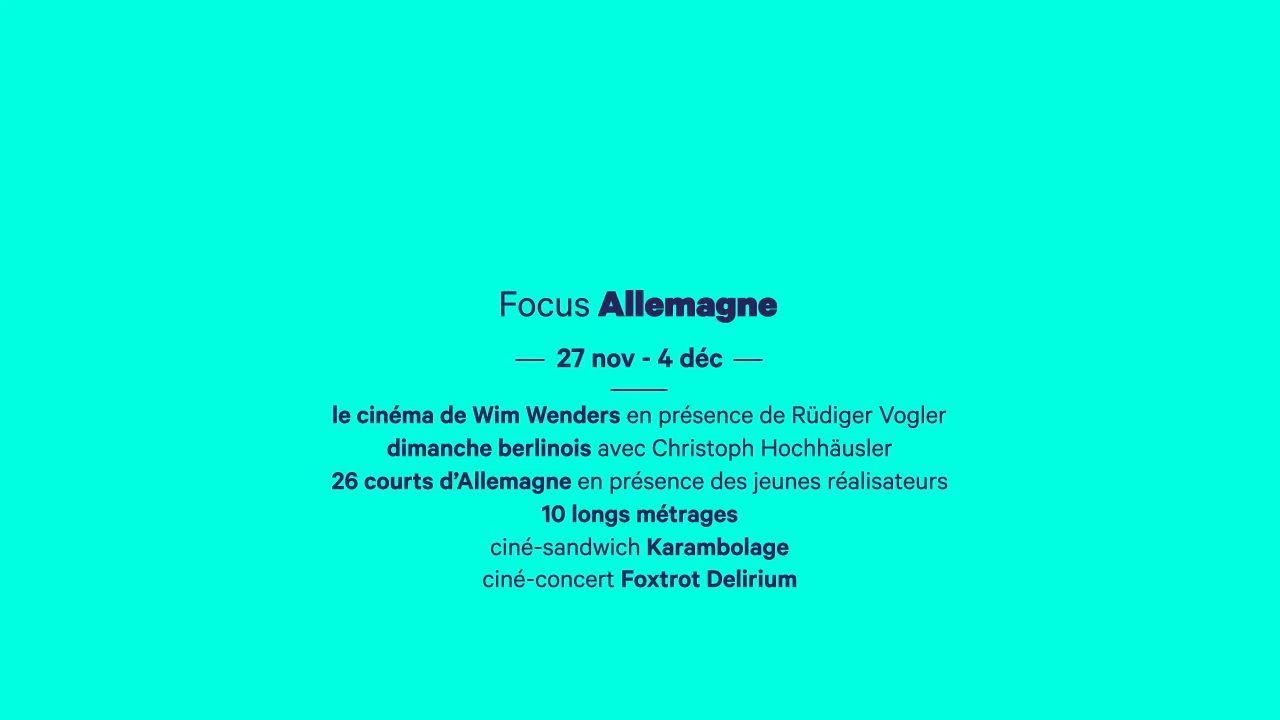 Focus Allemagne
— 27 nov - 4 déc —
le cinéma de Wim Wenders en présence de Rüdiger Vogler
dimanche berlinois avec Christoph Hochhäusler
26 courts d’Allemagne en présence des jeunes réalisateurs
10 longs métrages
ciné-sandwich Karambolage
ciné-concert Foxtrot Delirium